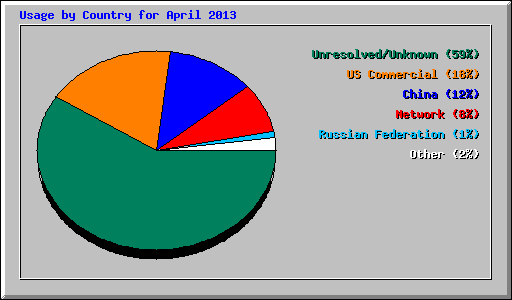 Usage by Country for April 2013
Unresolved/Unknown (59%)
US Commercial (18%)
China (12%)
Network (8%)
Russian Federation (1%)
Other (2%)